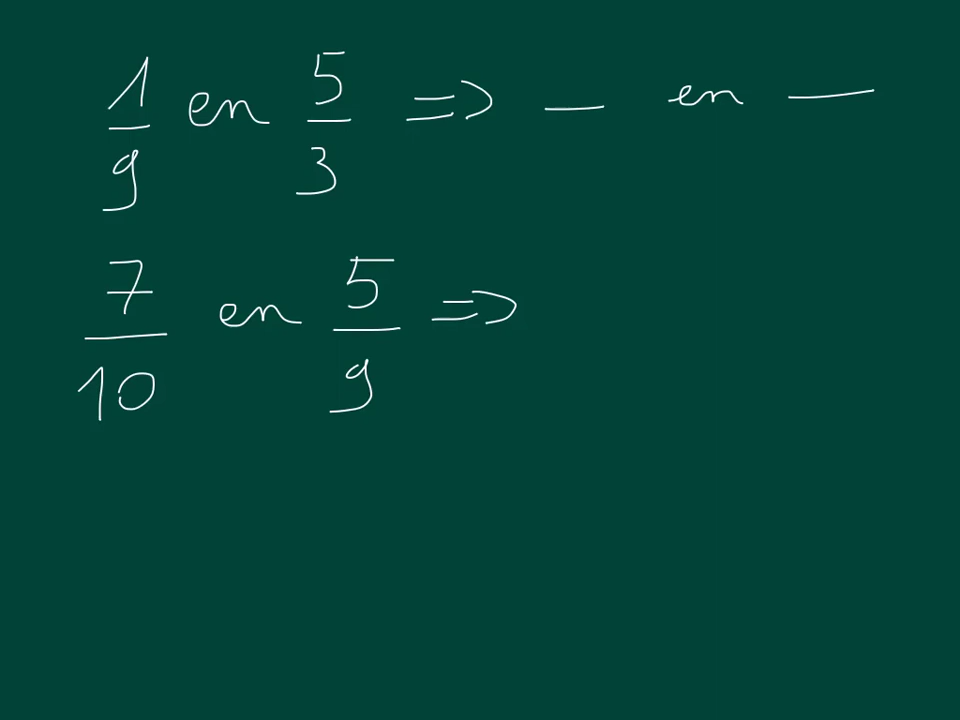 1/9 en 5/3 => — en —
7/10 en 5/9 =>